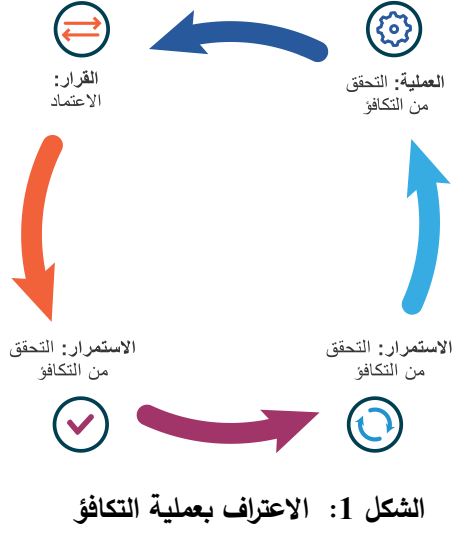 العملية: التحقق
من التكافؤ
القرار:
الاعتماد
الاستمرار: التحقق
من التكافؤ
الاستمرار: التحقق
من التكافؤ
الشكل 1: الاعتراف بعملية التكافؤ